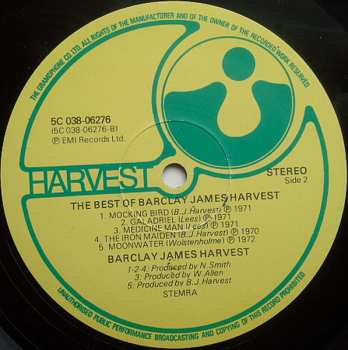 THE GRAMOPHONE CO LTD. ALL RIGHTS OF THE MANUFACTURER AND OF THE OWNER OF THE RECORDED WORK RESERVED.
5C 038-06276
(5C 038-06276-B)
℗ EMI Records Ltd.
HARVEST
STEREO
Side 2
THE BEST OF BARCLAY JAMES HARVEST
1: MOCKING BIRD (B.J. Harvest) ℗ 1971
2: GALADRIEL (Lees) ℗ 1971
3: MEDICINE MAN (Lees) ℗ 1971
4: THE IRON MAIDEN (B.J. Harvest) ℗ 1970
5: MOONWATER (Wolstenholme) ℗ 1972
BARCLAY JAMES HARVEST
1-2-4: Produced by N. Smith
3: Produced by W. Allen
5: Produced by B.J. Harvest
STEMRA
UNAUTHORISED PUBLIC PERFORMANCE BROADCASTING AND COPYING OF THIS RECORD PROHIBITED